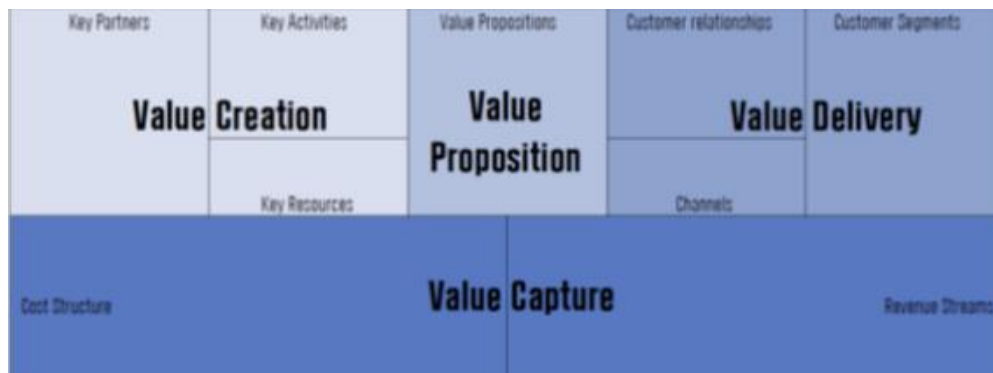 Key Partners
Key Activities
Value Propositions
Customer relationships
Customer Segments
Value Creation
Value
Proposition
Value Delivery
Key Resources
Channels
Cost Structure
Value Capture
Revenue Streams